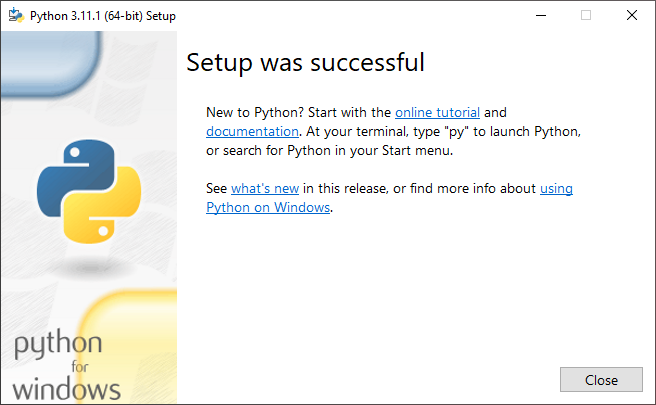 Python 3.11.1 (64-bit) Setup
Setup was successful
New to Python? Start with the online tutorial and
documentation. At your terminal, type "py" to launch Python,
or search for Python in your Start menu.
See what's new in this release, or find more info about using
Python on Windows.
python
for
windows
Close